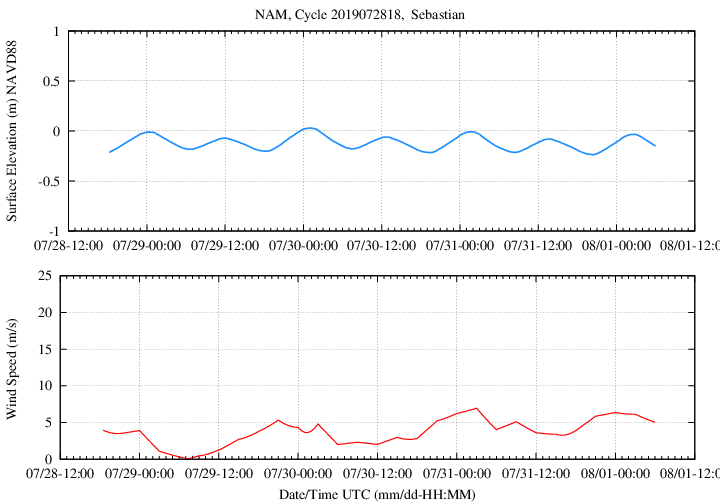 NAM, Cycle 2019072818,  Sebastian
Surface Elevation (m) NAVD88
1
0.5
0
-0.5
-1
07/28-12:00 07/29-00:00 07/29-12:00 07/30-00:00 07/30-12:00 07/31-00:00 07/31-12:00 08/01-00:00 08/01-12:0
Wind Speed (m/s)
25
20
15
10
5
0
07/28-12:00 07/29-00:00 07/29-12:00 07/30-00:00 07/30-12:00 07/31-00:00 07/31-12:00 08/01-00:00 08/01-12:0
Date/Time UTC (mm/dd-HH:MM)